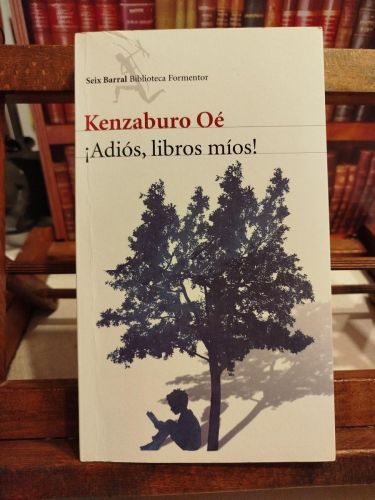 Seix Barral Biblioteca Formentor
Kenzaburo Oé
¡Adiós, libros míos!